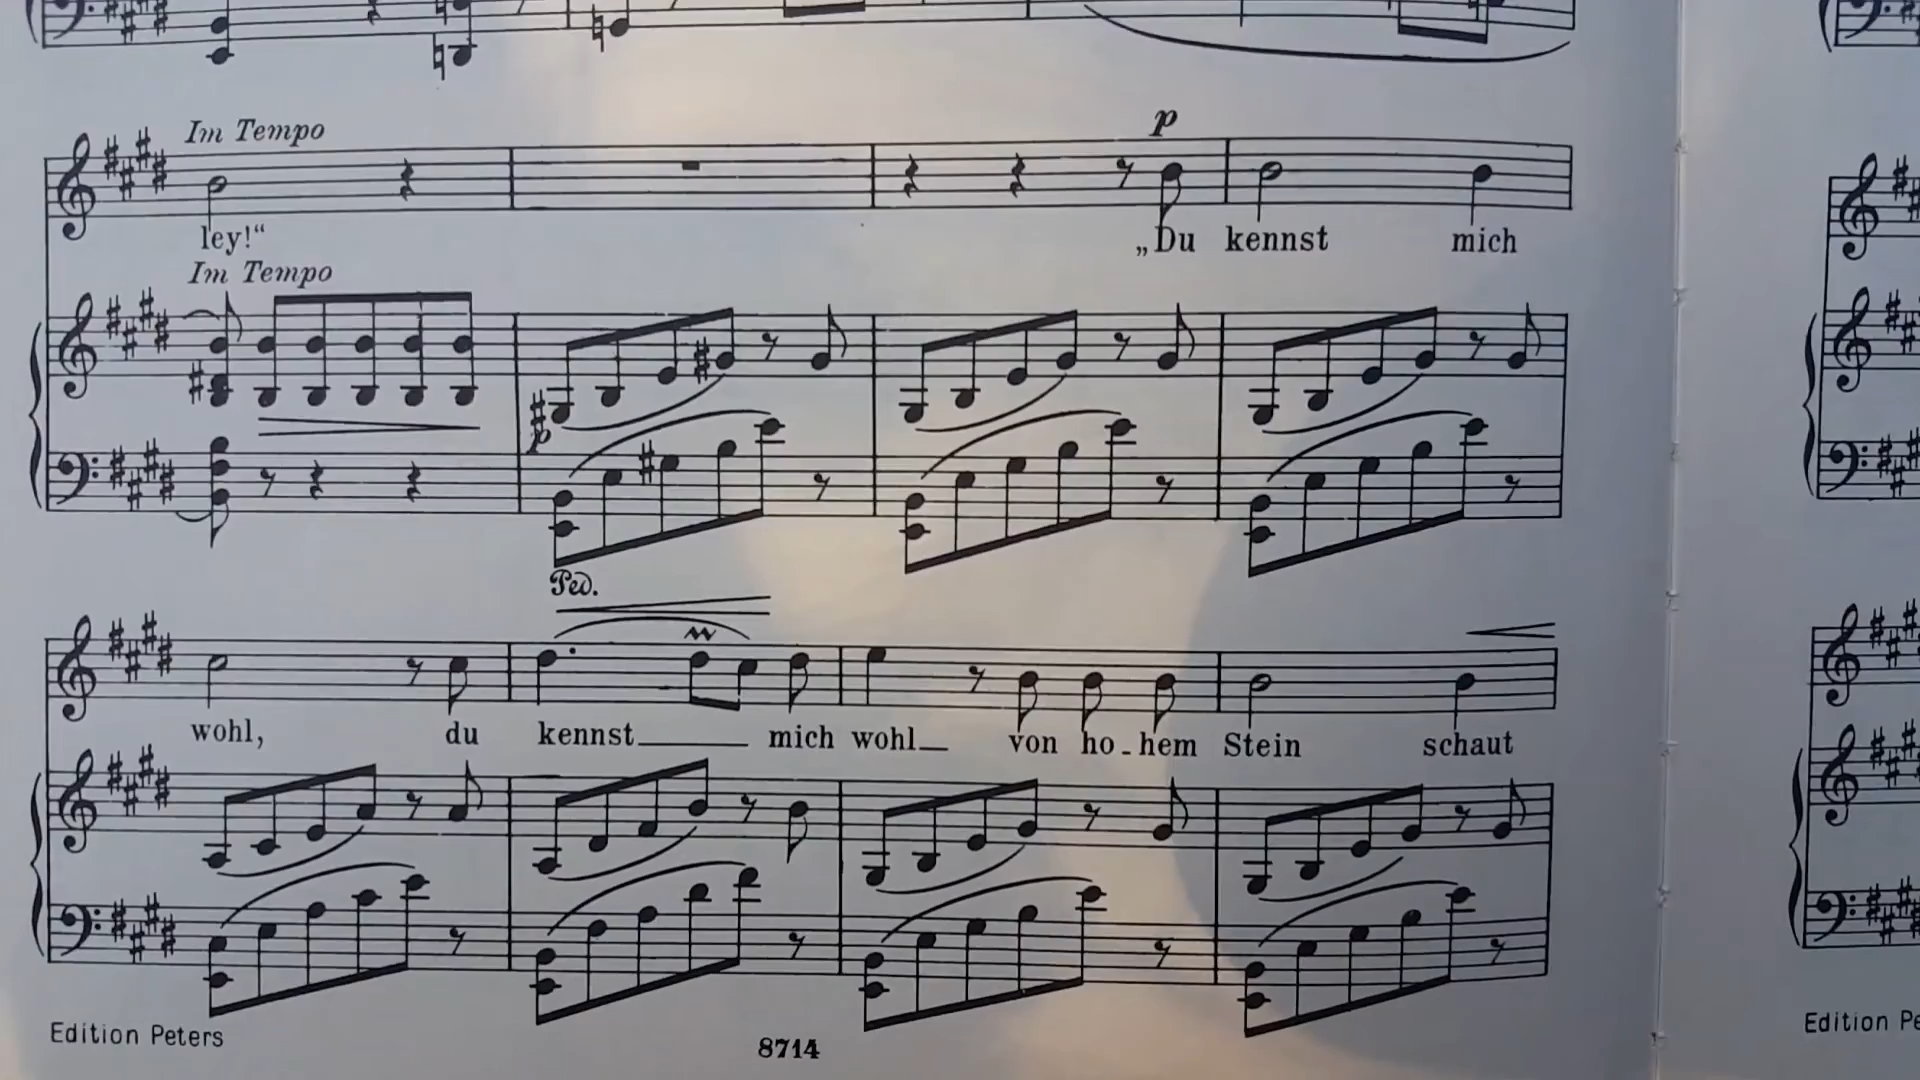 Im Tempo
p
ley!“ „Du kennst mich
Im Tempo
p
Ped.
wohl, du kennst mich wohl von ho-hem Stein schaut
Edition Peters 8714 Edition Pe